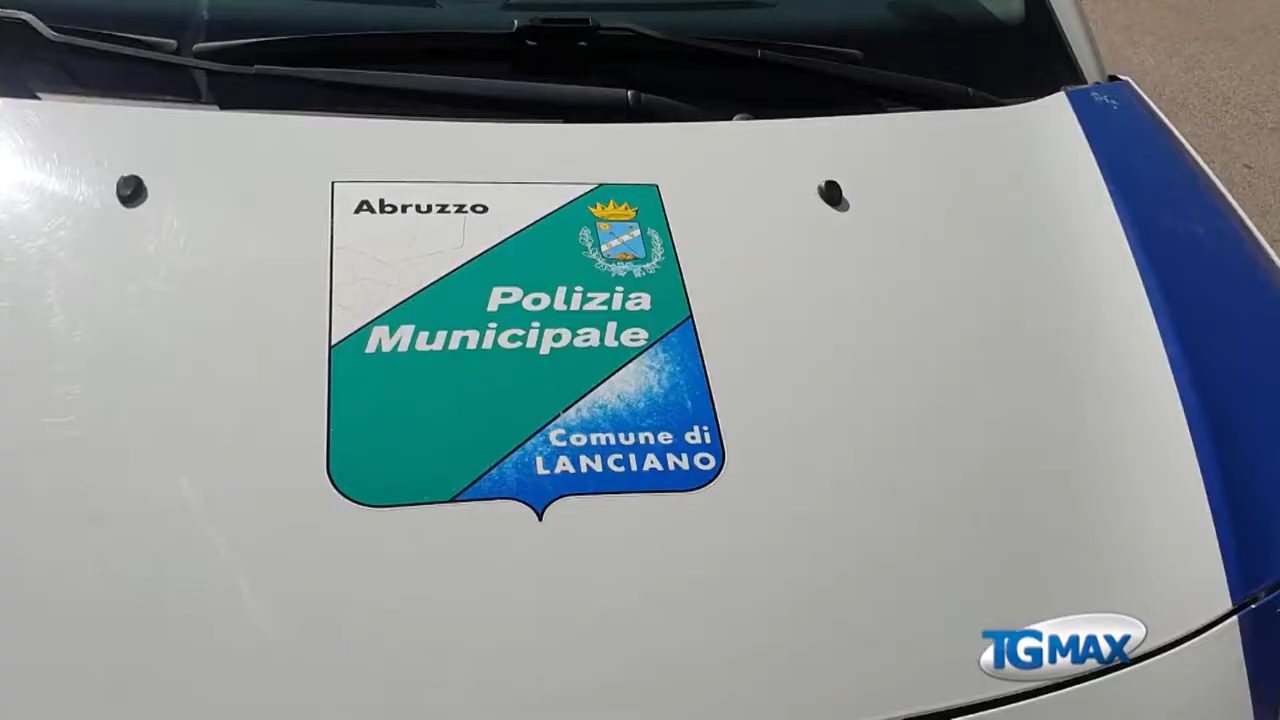 Abruzzo
Polizia
Municipale
Comune di
LANCIANO
TGMAX